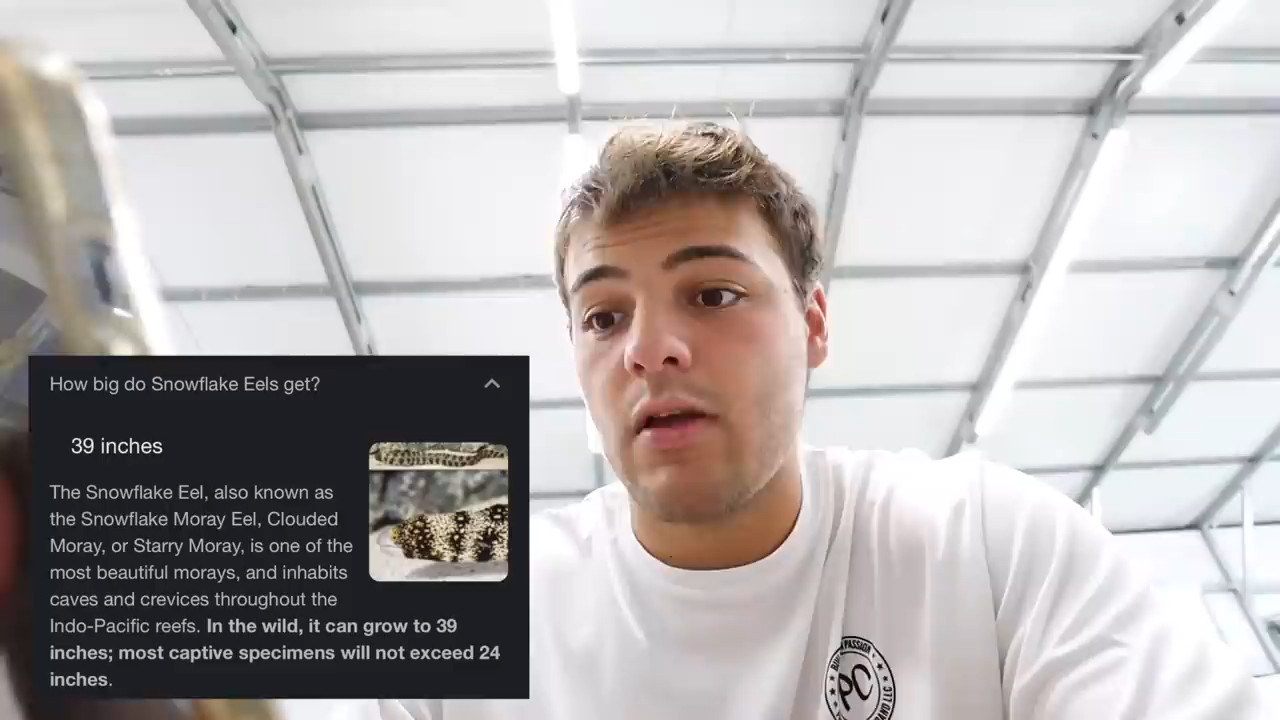 How big do Snowflake Eels get?
39 inches
The Snowflake Eel, also known as
the Snowflake Moray Eel, Clouded
Moray, or Starry Moray, is one of the
most beautiful morays, and inhabits
caves and crevices throughout the
Indo-Pacific reefs. In the wild, it can grow to 39
inches; most captive specimens will not exceed 24
inches.
PASSION
PC
LLC